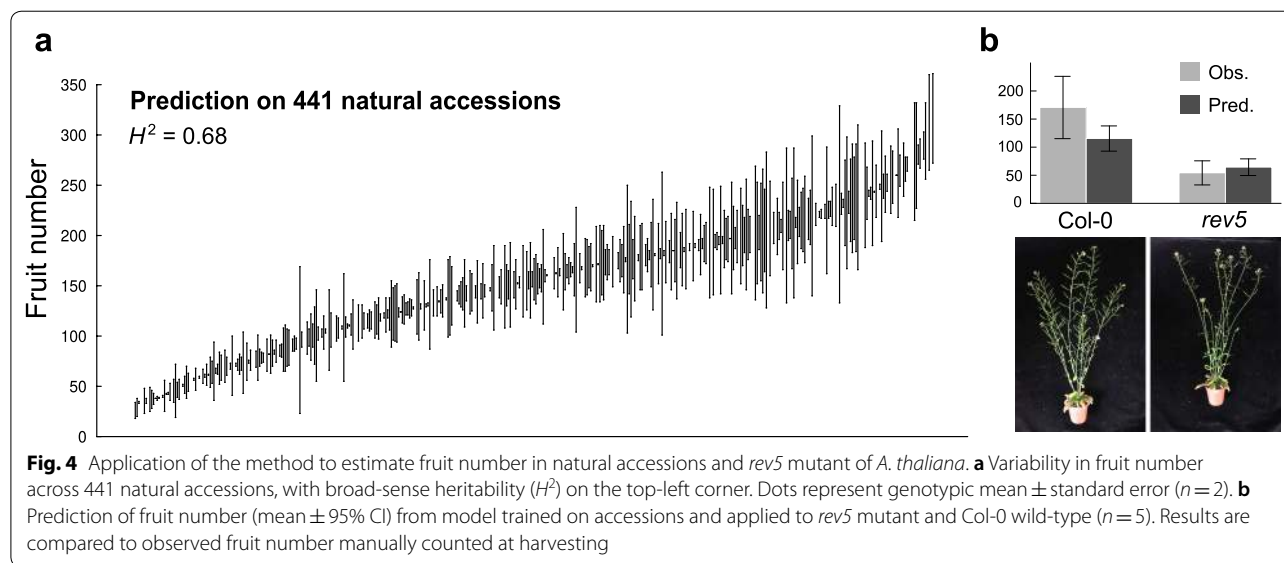 a
350
300
250
200
150
100
50
0
Fruit number
Prediction on 441 natural accessions
H² = 0.68
b
Obs.
Pred.
200
150
100
50
0
Col-0
rev5
Fig. 4 Application of the method to estimate fruit number in natural accessions and rev5 mutant of A. thaliana. a Variability in fruit number
across 441 natural accessions, with broad-sense heritability (H²) on the top-left corner. Dots represent genotypic mean ± standard error (n = 2). b
Prediction of fruit number (mean ± 95% CI) from model trained on accessions and applied to rev5 mutant and Col-0 wild-type (n = 5). Results are
compared to observed fruit number manually counted at harvesting